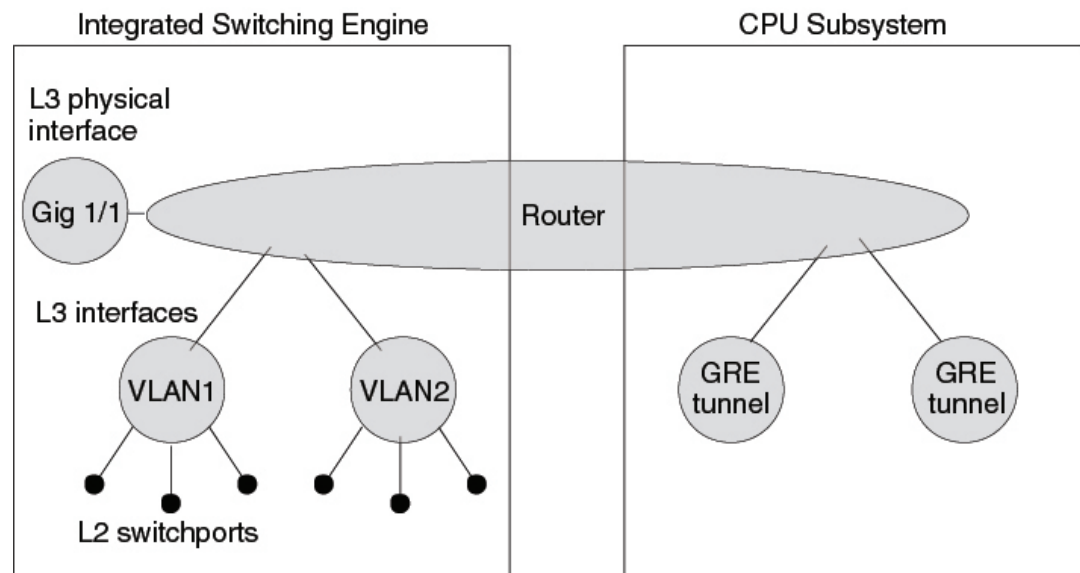 Integrated Switching Engine
CPU Subsystem
L3 physical
interface
Gig 1/1
Router
L3 interfaces
VLAN1
VLAN2
GRE
tunnel
GRE
tunnel
L2 switchports